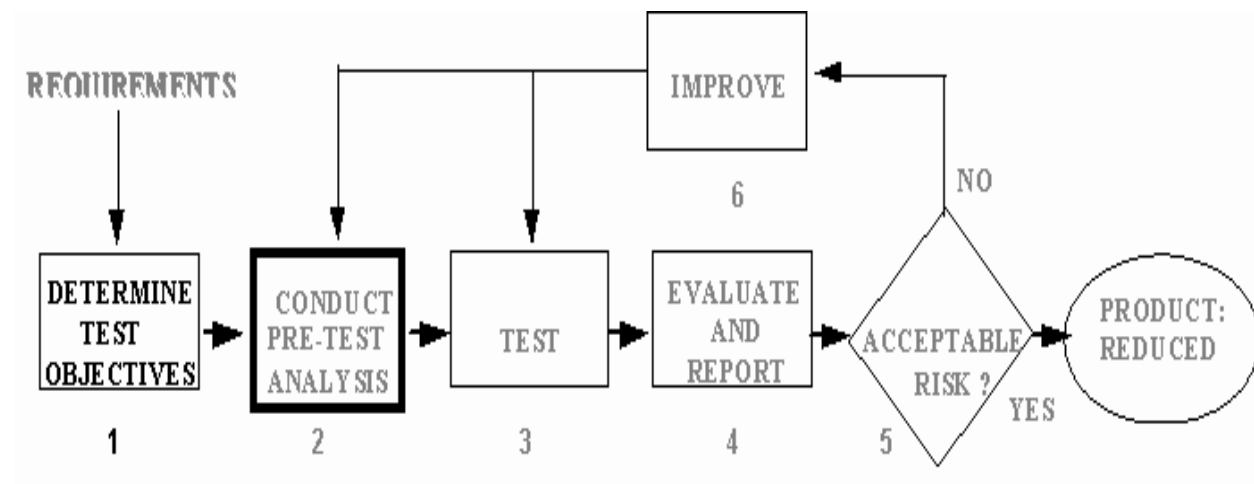 REQUIREMENTS
IMPROVE
6
NO
DETERMINE
TEST
OBJECTIVES
1
CONDUCT
PRE-TEST
ANALYSIS
2
TEST
3
EVALUATE
AND
REPORT
4
ACCEPTABLE
RISK ?
5
YES
PRODUCT:
REDUCED